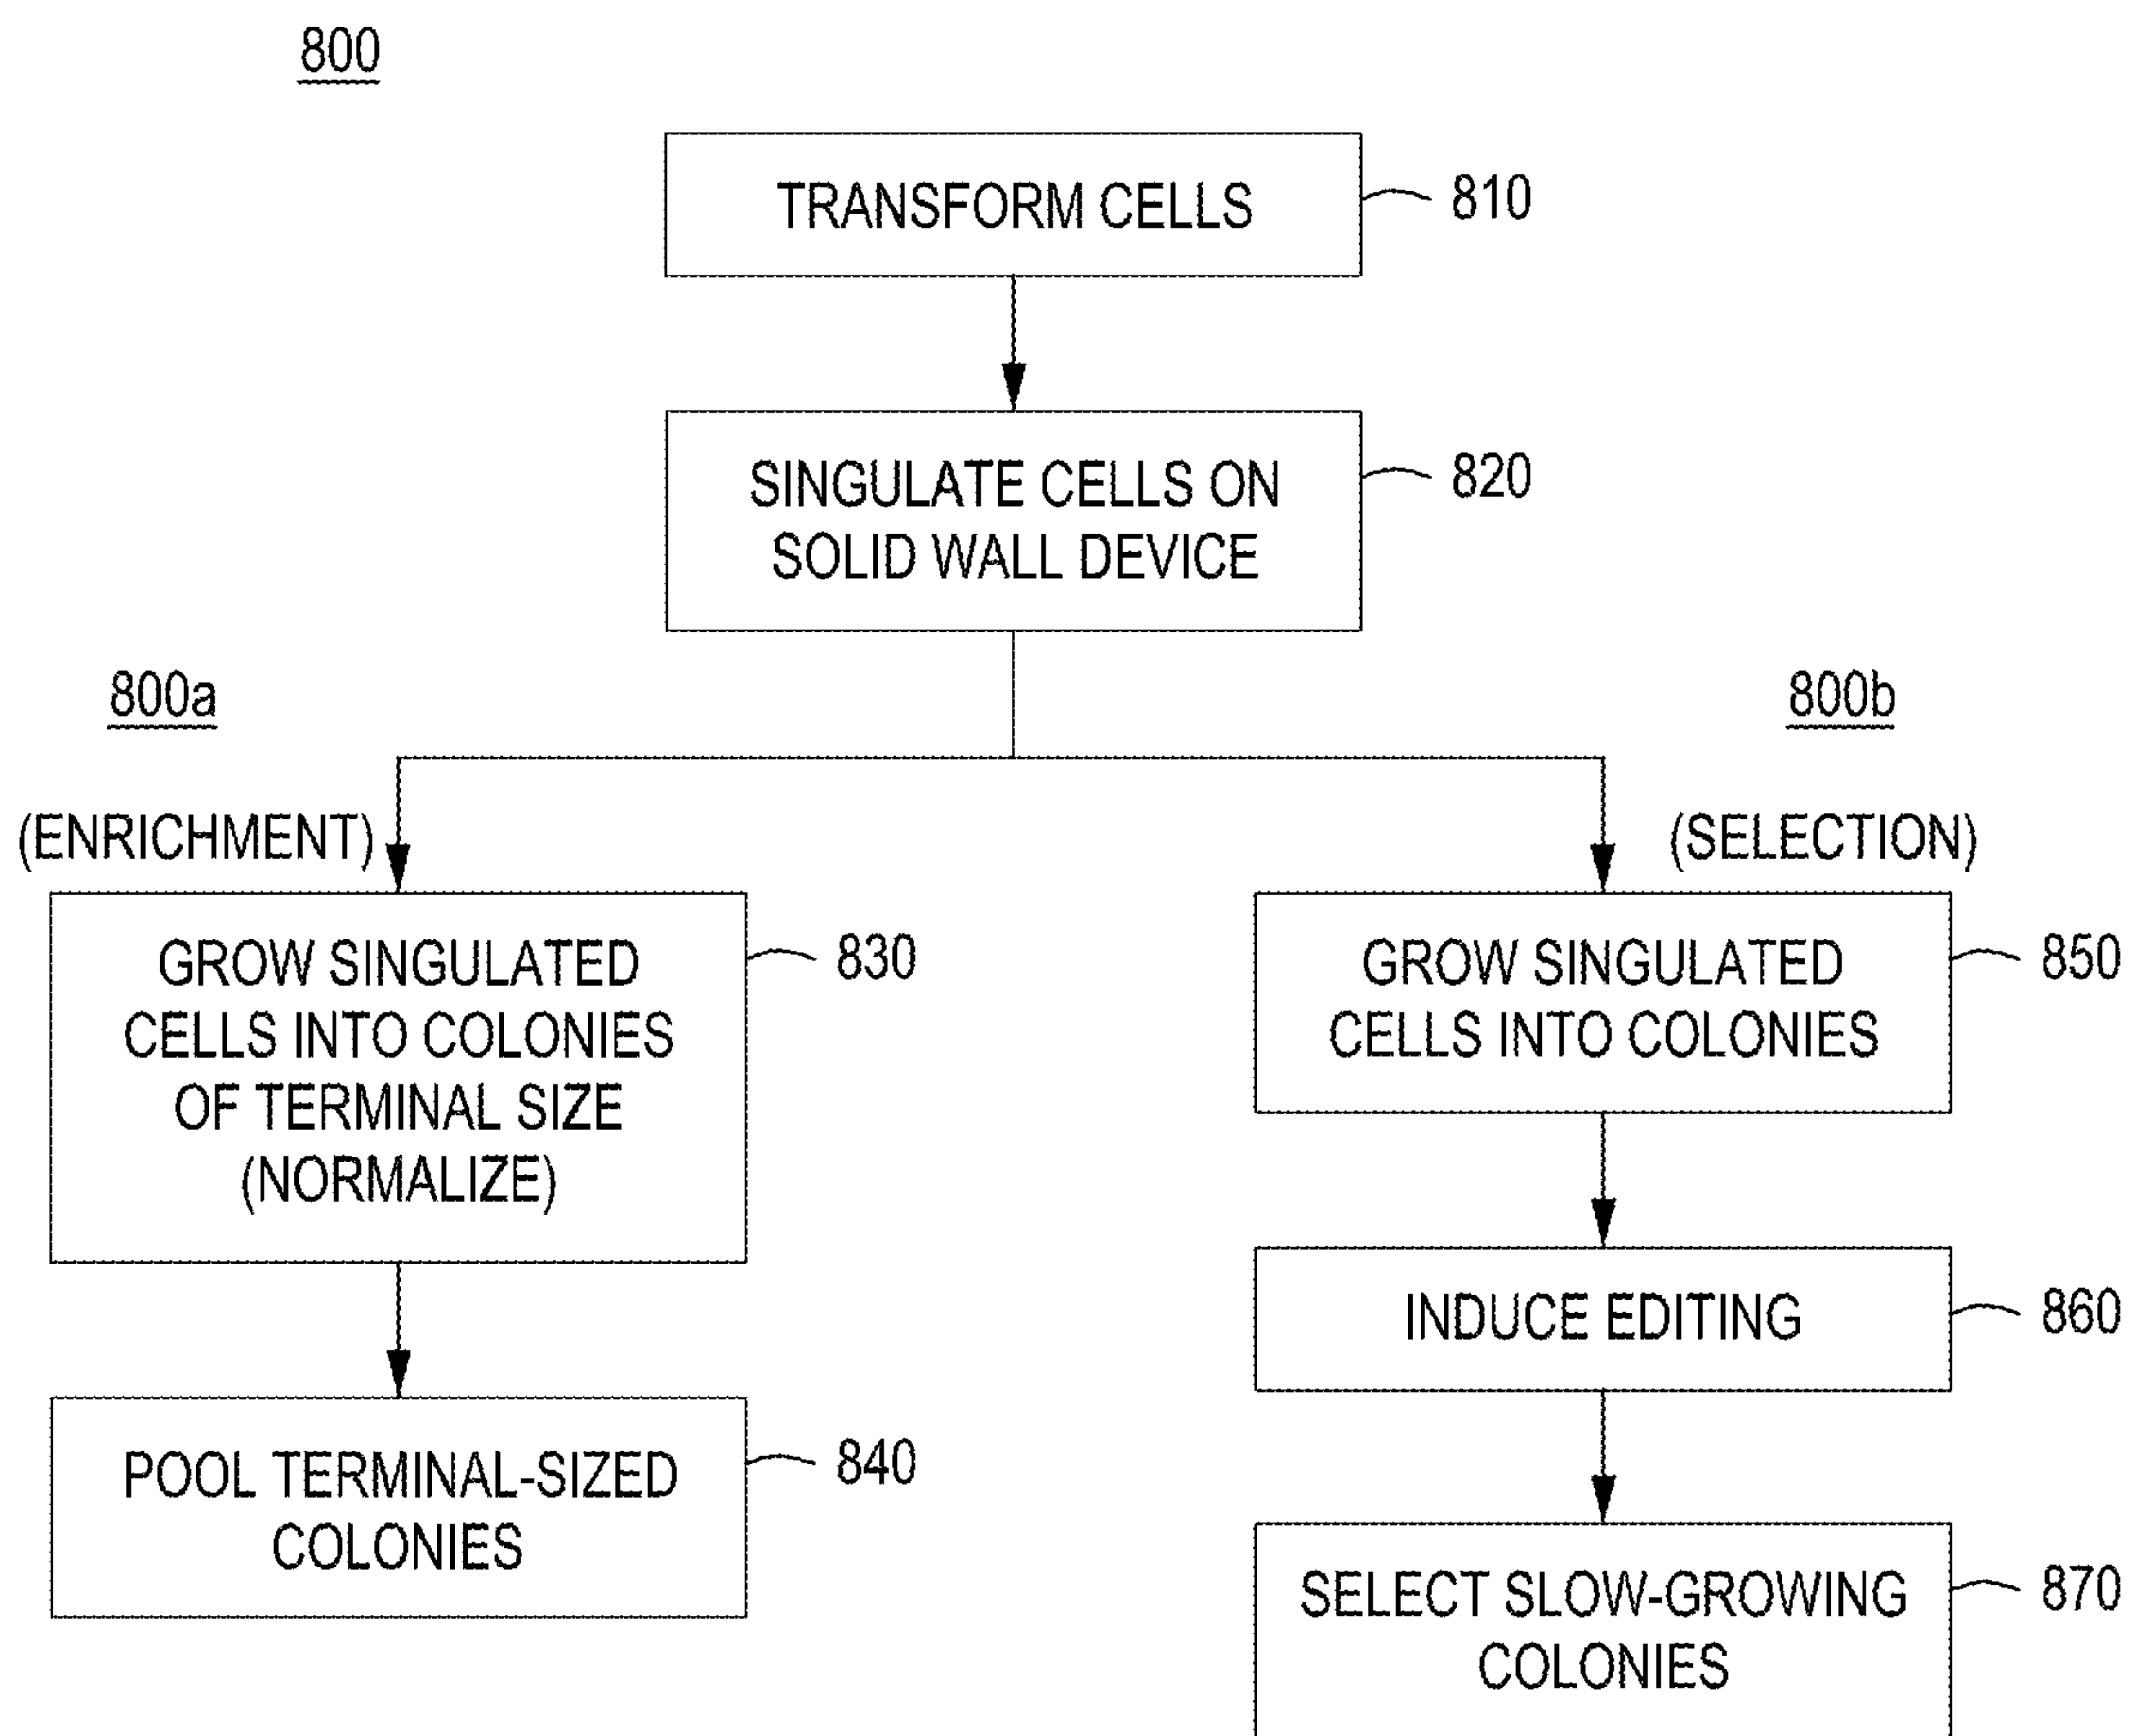 800
TRANSFORM CELLS
810
SINGULATE CELLS ON
SOLID WALL DEVICE
820
800a
800b
(ENRICHMENT)
(SELECTION)
GROW SINGULATED
CELLS INTO COLONIES
OF TERMINAL SIZE
(NORMALIZE)
830
GROW SINGULATED
CELLS INTO COLONIES
850
INDUCE EDITING
860
POOL TERMINAL-SIZED
COLONIES
840
SELECT SLOW-GROWING
COLONIES
870